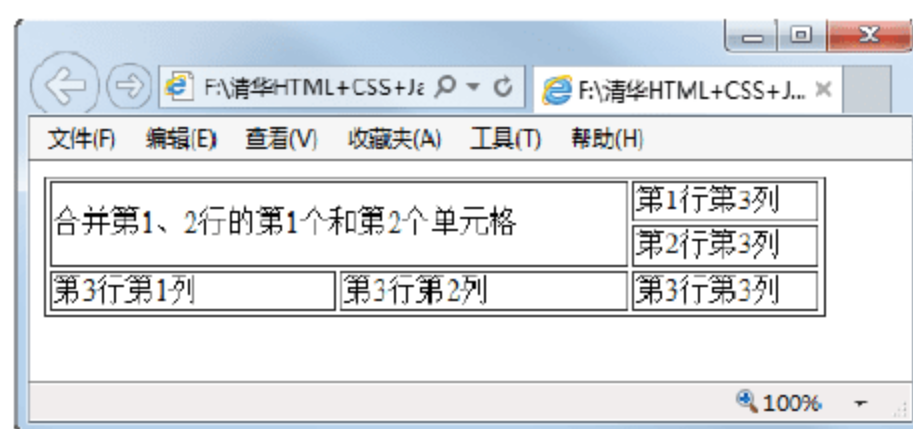 F:\清华HTML+CSS+Ja
F:\清华HTML+CSS+J...
文件(F) 编辑(E) 查看(V) 收藏夹(A) 工具(T) 帮助(H)
合并第1、2行的第1个和第2个单元格
第1行第3列
第2行第3列
第3行第1列 第3行第2列 第3行第3列
100%